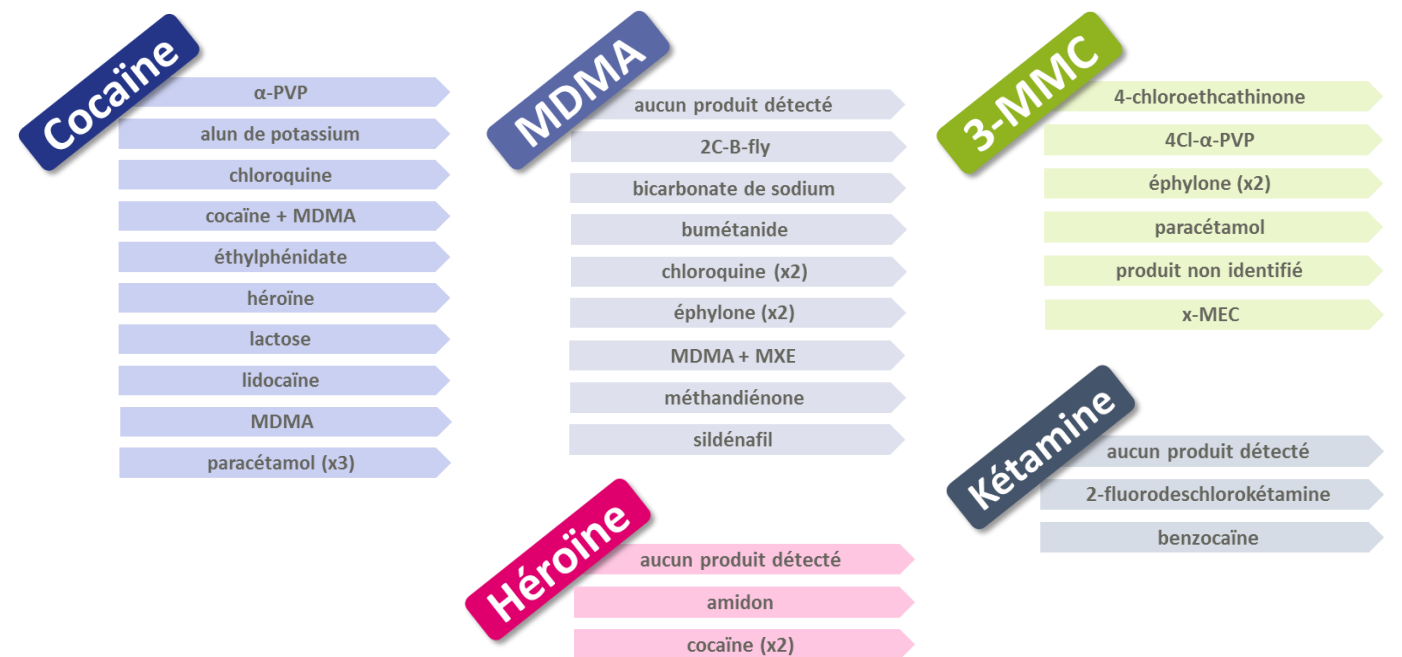 Cocaïne
α-PVP
alun de potassium
chloroquine
cocaïne + MDMA
éthylphénidate
héroïne
lactose
lidocaïne
MDMA
paracétamol (x3)
MDMA
aucun produit détecté
2C-B-fly
bicarbonate de sodium
bumétanide
chloroquine (x2)
éphylone (x2)
MDMA + MXE
méthandiénone
sildénafil
Héroïne
aucun produit détecté
amidon
cocaïne (x2)
3-MMC
4-chloroethcathinone
4Cl-α-PVP
éphylone (x2)
paracétamol
produit non identifié
x-MEC
Kétamine
aucun produit détecté
2-fluorodeschlorokétamine
benzocaïne